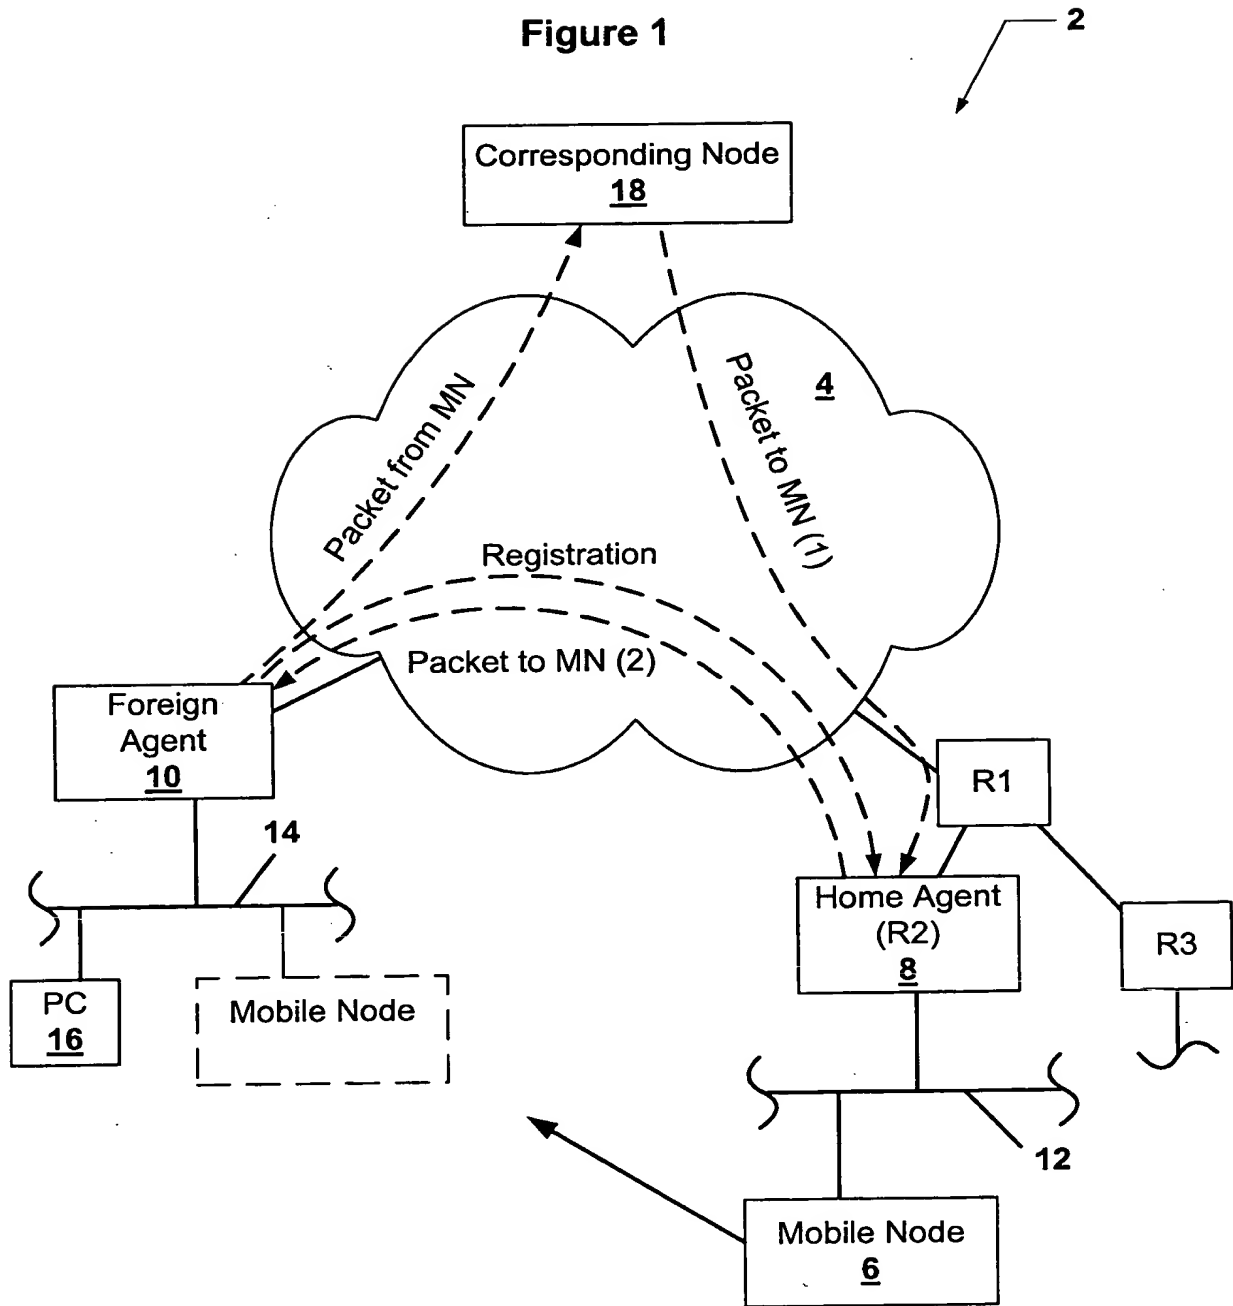 Figure 1
2
Corresponding Node
18
4
Packet from MN
Packet to MN (1)
Registration
Packet to MN (2)
Foreign
Agent
10
R1
14
Home Agent
(R2)
8
R3
PC
16
Mobile Node
12
Mobile Node
6